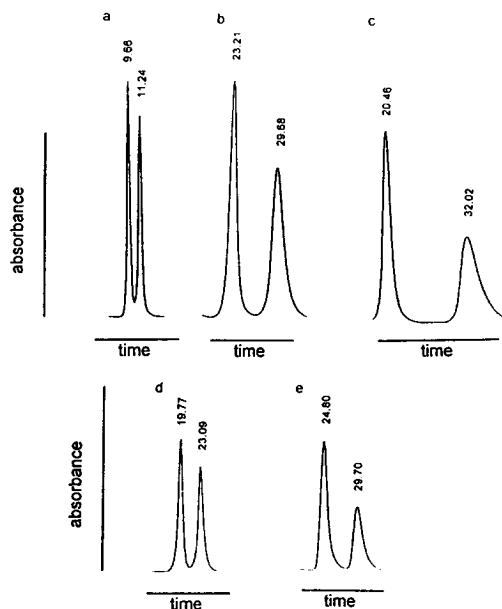 a
b
c
9.66
11.24
23.21
29.68
20.46
32.02
absorbance
time
time
time
d
e
19.77
23.09
24.80
29.70
absorbance
time
time